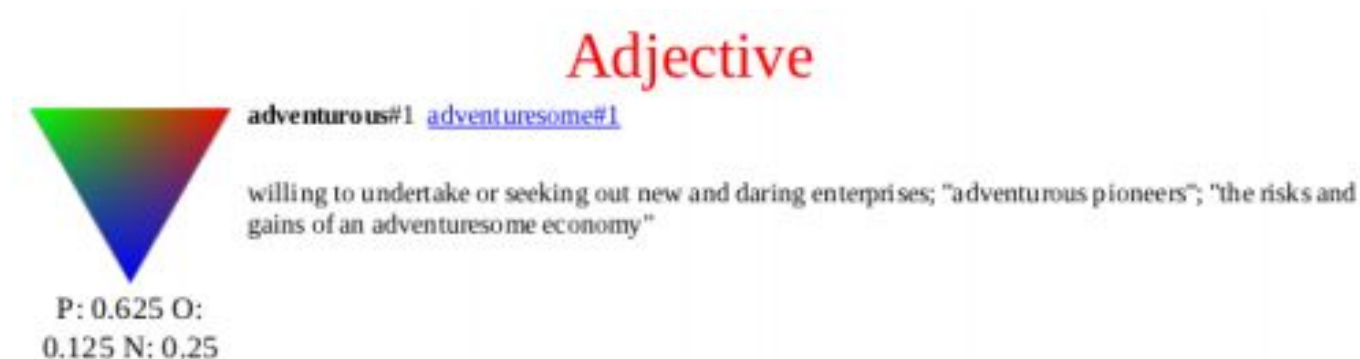 Adjective
adventurous#1 adventuresome#1
willing to undertake or seeking out new and daring enterprises; "adventurous pioneers"; "the risks and
gains of an adventuresome economy"
P: 0.625 O:
0.125 N: 0.25